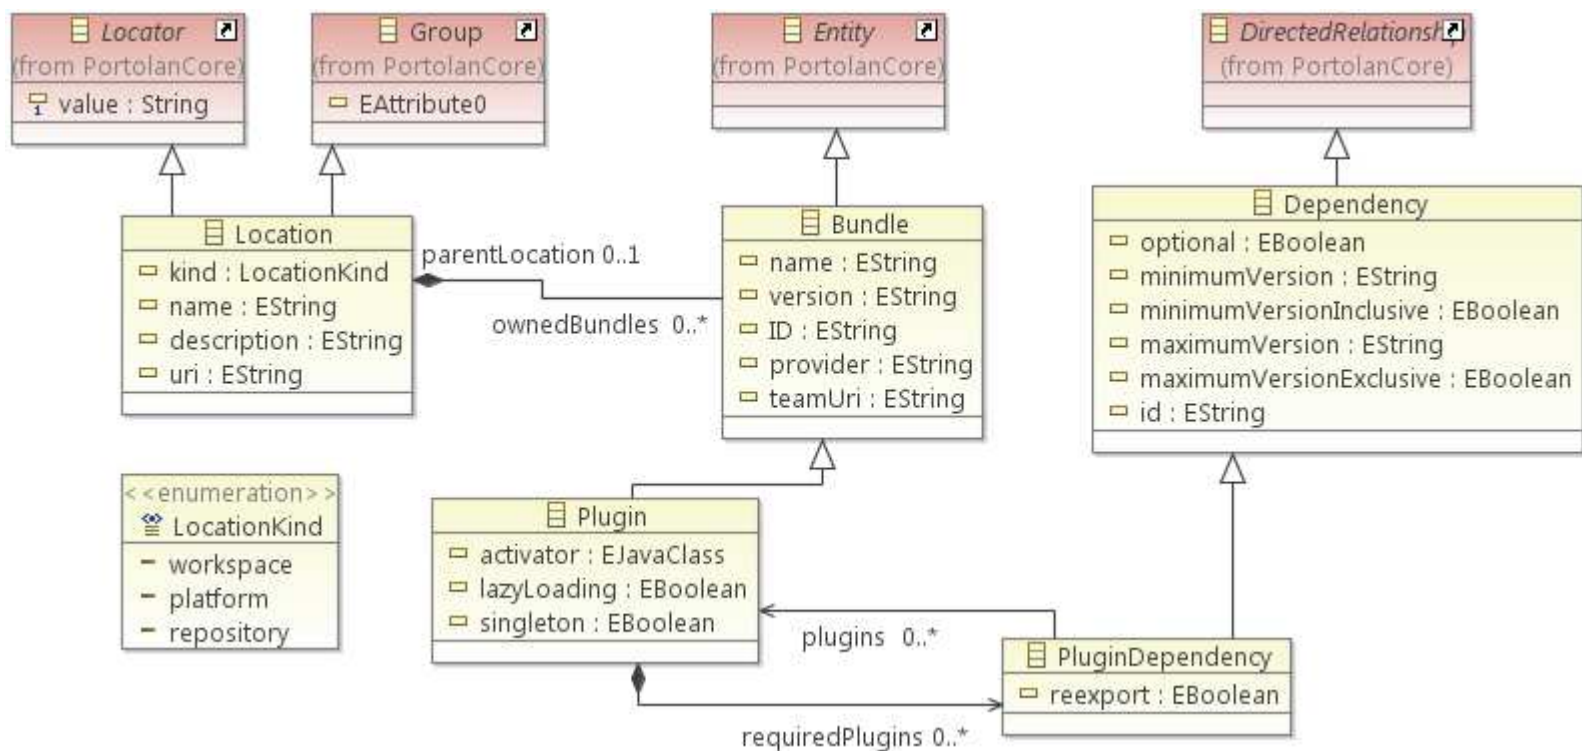 Locator
(from PortolanCore)
1 value : String
Group
(from PortolanCore)
EAttribute0
Entity
(from PortolanCore)
DirectedRelationship
(from PortolanCore)
Location
kind : LocationKind
name : EString
description : EString
uri : EString
parentLocation 0..1
ownedBundles 0..*
Bundle
name : EString
version : EString
ID : EString
provider : EString
teamUri : EString
Dependency
optional : EBoolean
minimumVersion : EString
minimumVersionInclusive : EBoolean
maximumVersion : EString
maximumVersionExclusive : EBoolean
id : EString
<<enumeration>>
LocationKind
workspace
platform
repository
Plugin
activator : EJavaClass
lazyLoading : EBoolean
singleton : EBoolean
plugins 0..*
PluginDependency
reexport : EBoolean
requiredPlugins 0..*